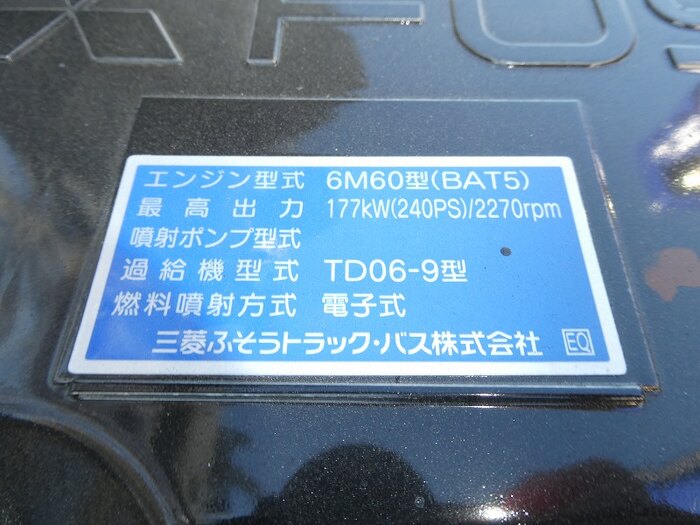 FUS
エンジン型式 6M60型(BAT5)
最高出力 177kW(240PS)/2270rpm
噴射ポンプ型式
過給機型式 TD06-9型
燃料噴射方式 電子式
三菱ふそうトラック・バス株式会社 EQ